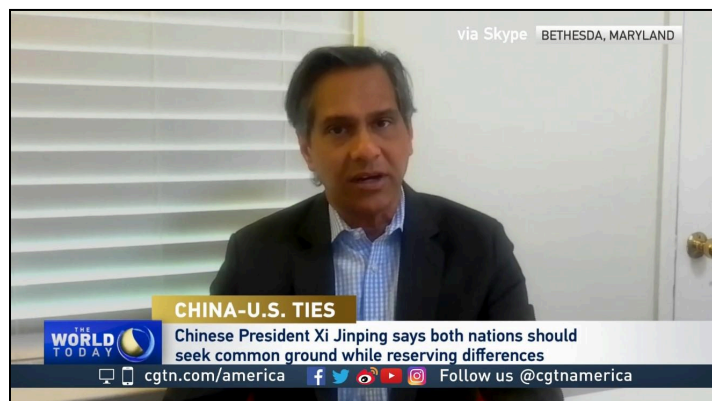 via Skype BETHESDA, MARYLAND
CHINA-U.S. TIES
THE
WORLD
TODAY
Chinese President Xi Jinping says both nations should
seek common ground while reserving differences
cgtn.com/america Follow us @cgtnamerica